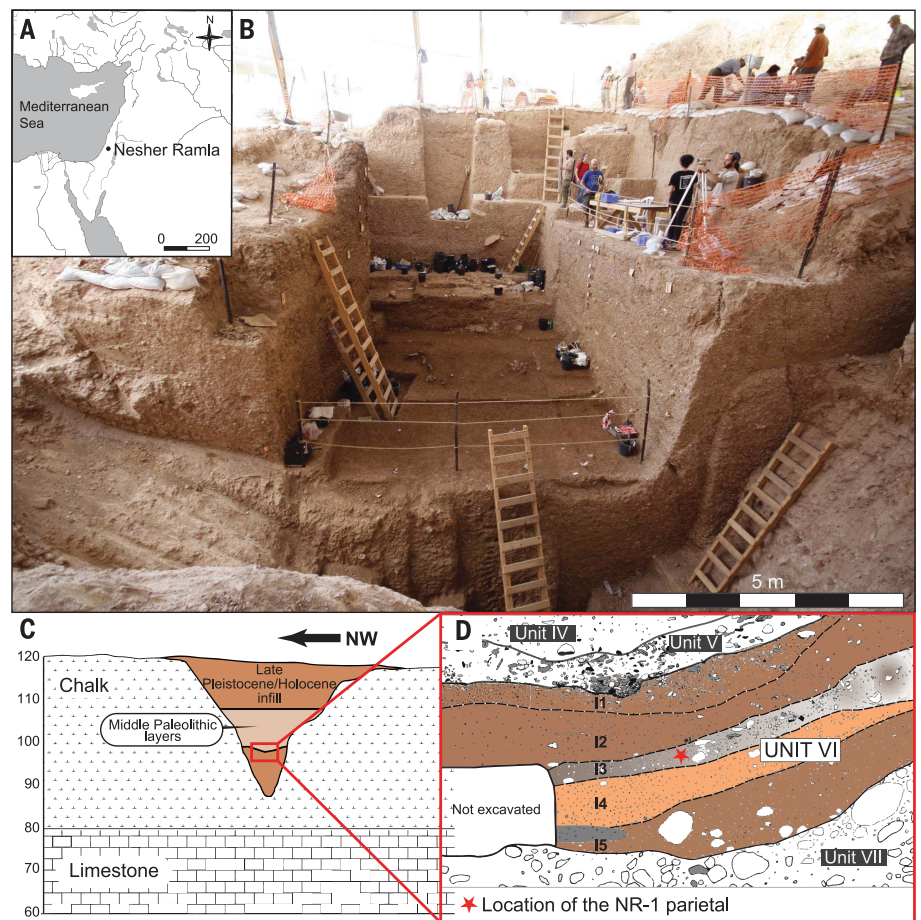 A
N
Mediterranean
Sea
Nesher Ramla
0 200
B
5 m
C
NW
120
110
100
90
80
70
60
Chalk
Late
Pleistocene/Holocene
infill
Middle Paleolithic
layers
Limestone
D
Unit IV
Unit V
I1
I2
I3
UNIT VI
I4
Not excavated
I5
Unit VII
Location of the NR-1 parietal